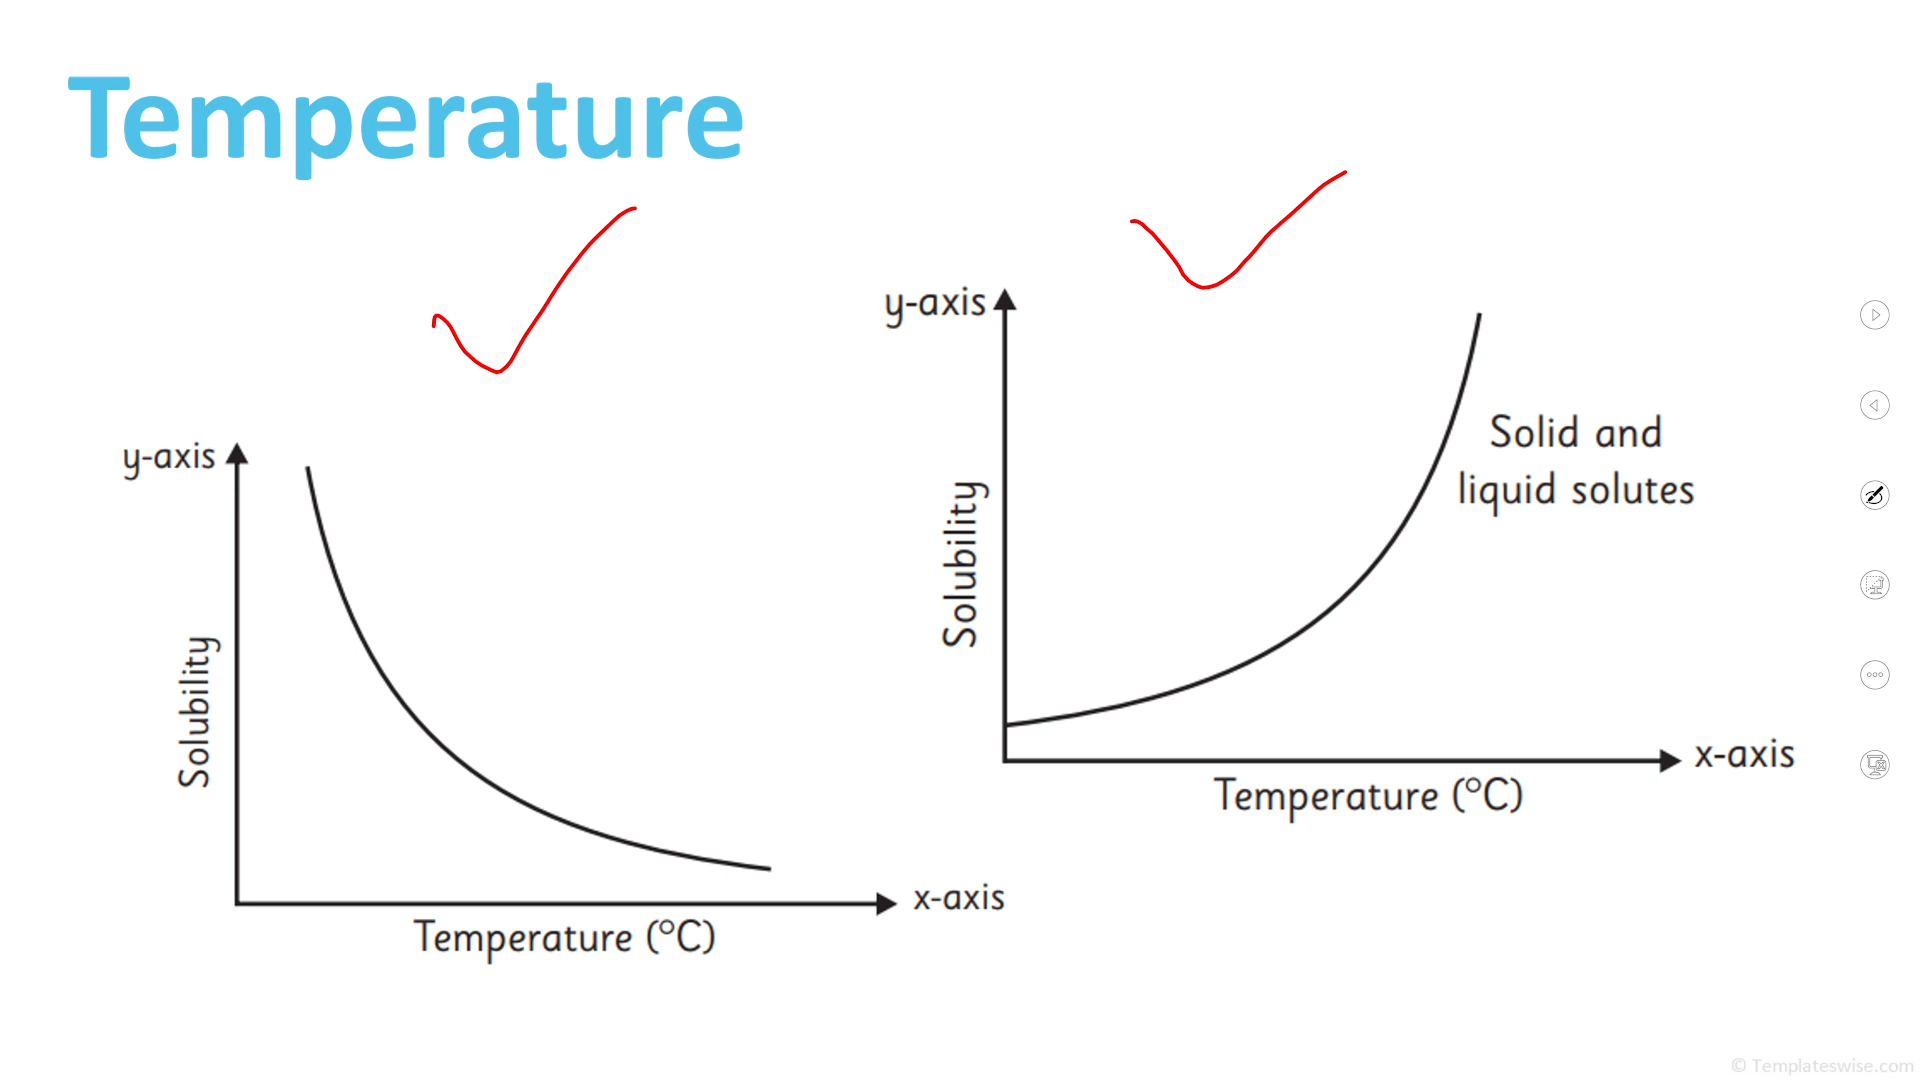 Temperature
y-axis
Solubility
x-axis
Temperature (°C)
y-axis
Solubility
Solid and
liquid solutes
x-axis
Temperature (°C)
© Templateswise.com